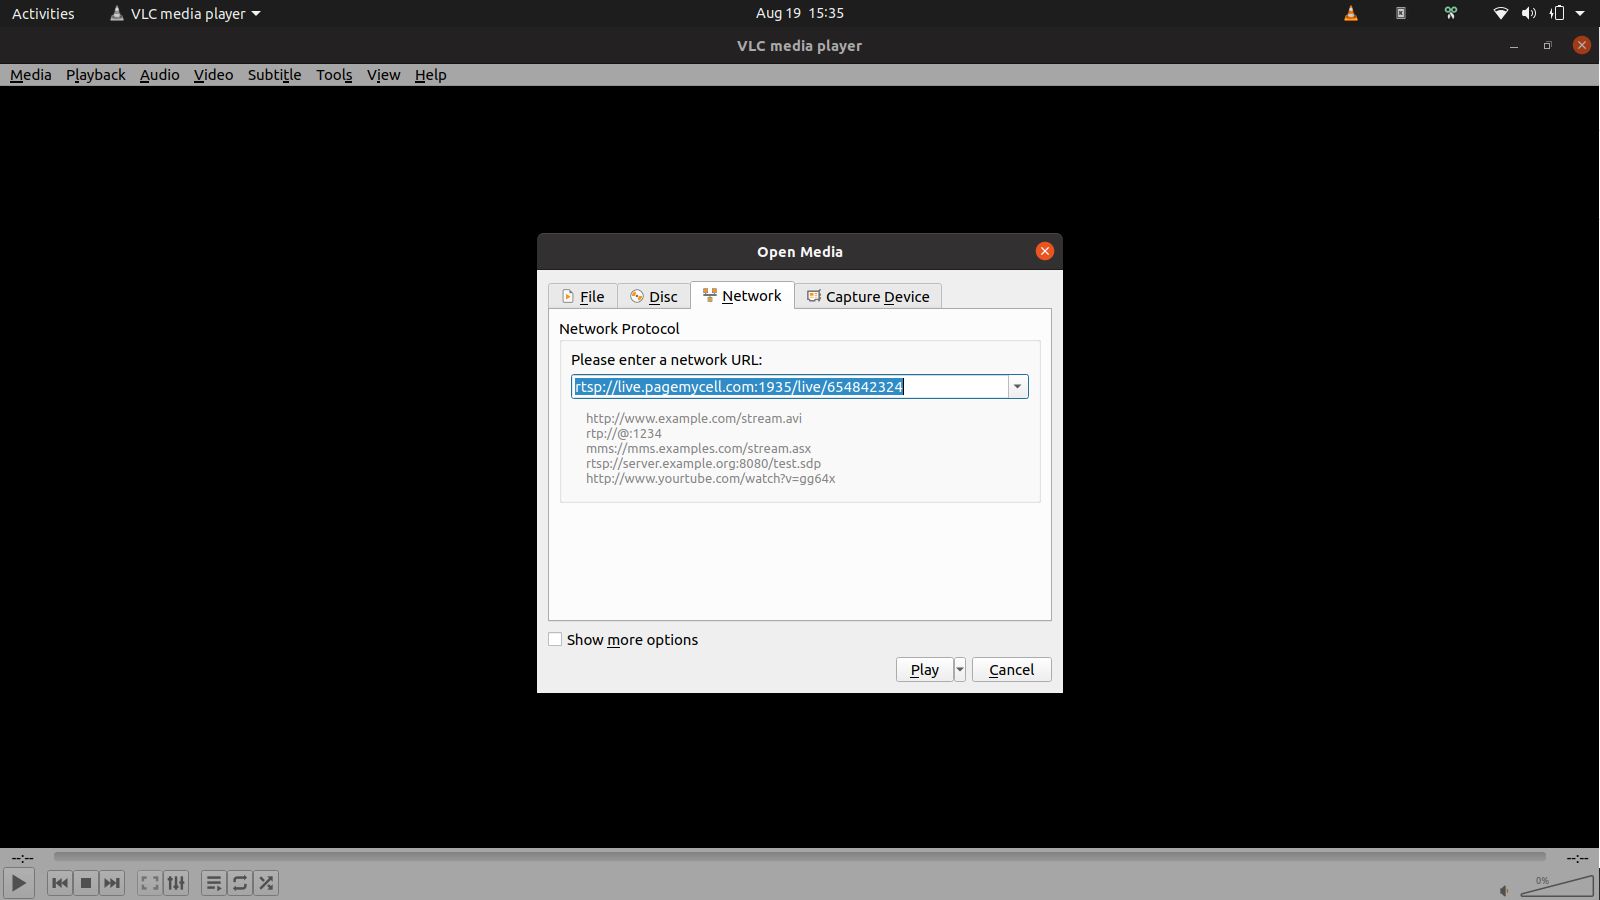 Activities VLC media player Aug 19 15:35
VLC media player
Media Playback Audio Video Subtitle Tools View Help
Open Media
File Disc Network Capture Device
Network Protocol
Please enter a network URL:
rtsp://live.pagemycell.com:1935/live/654842324
http://www.example.com/stream.avi
rtp://@:1234
mms://mms.examples.com/stream.asx
rtsp://server.example.org:8080/test.sdp
http://www.yourtube.com/watch?v=gg64x
Show more options
Play Cancel
--:-- --:--
0%